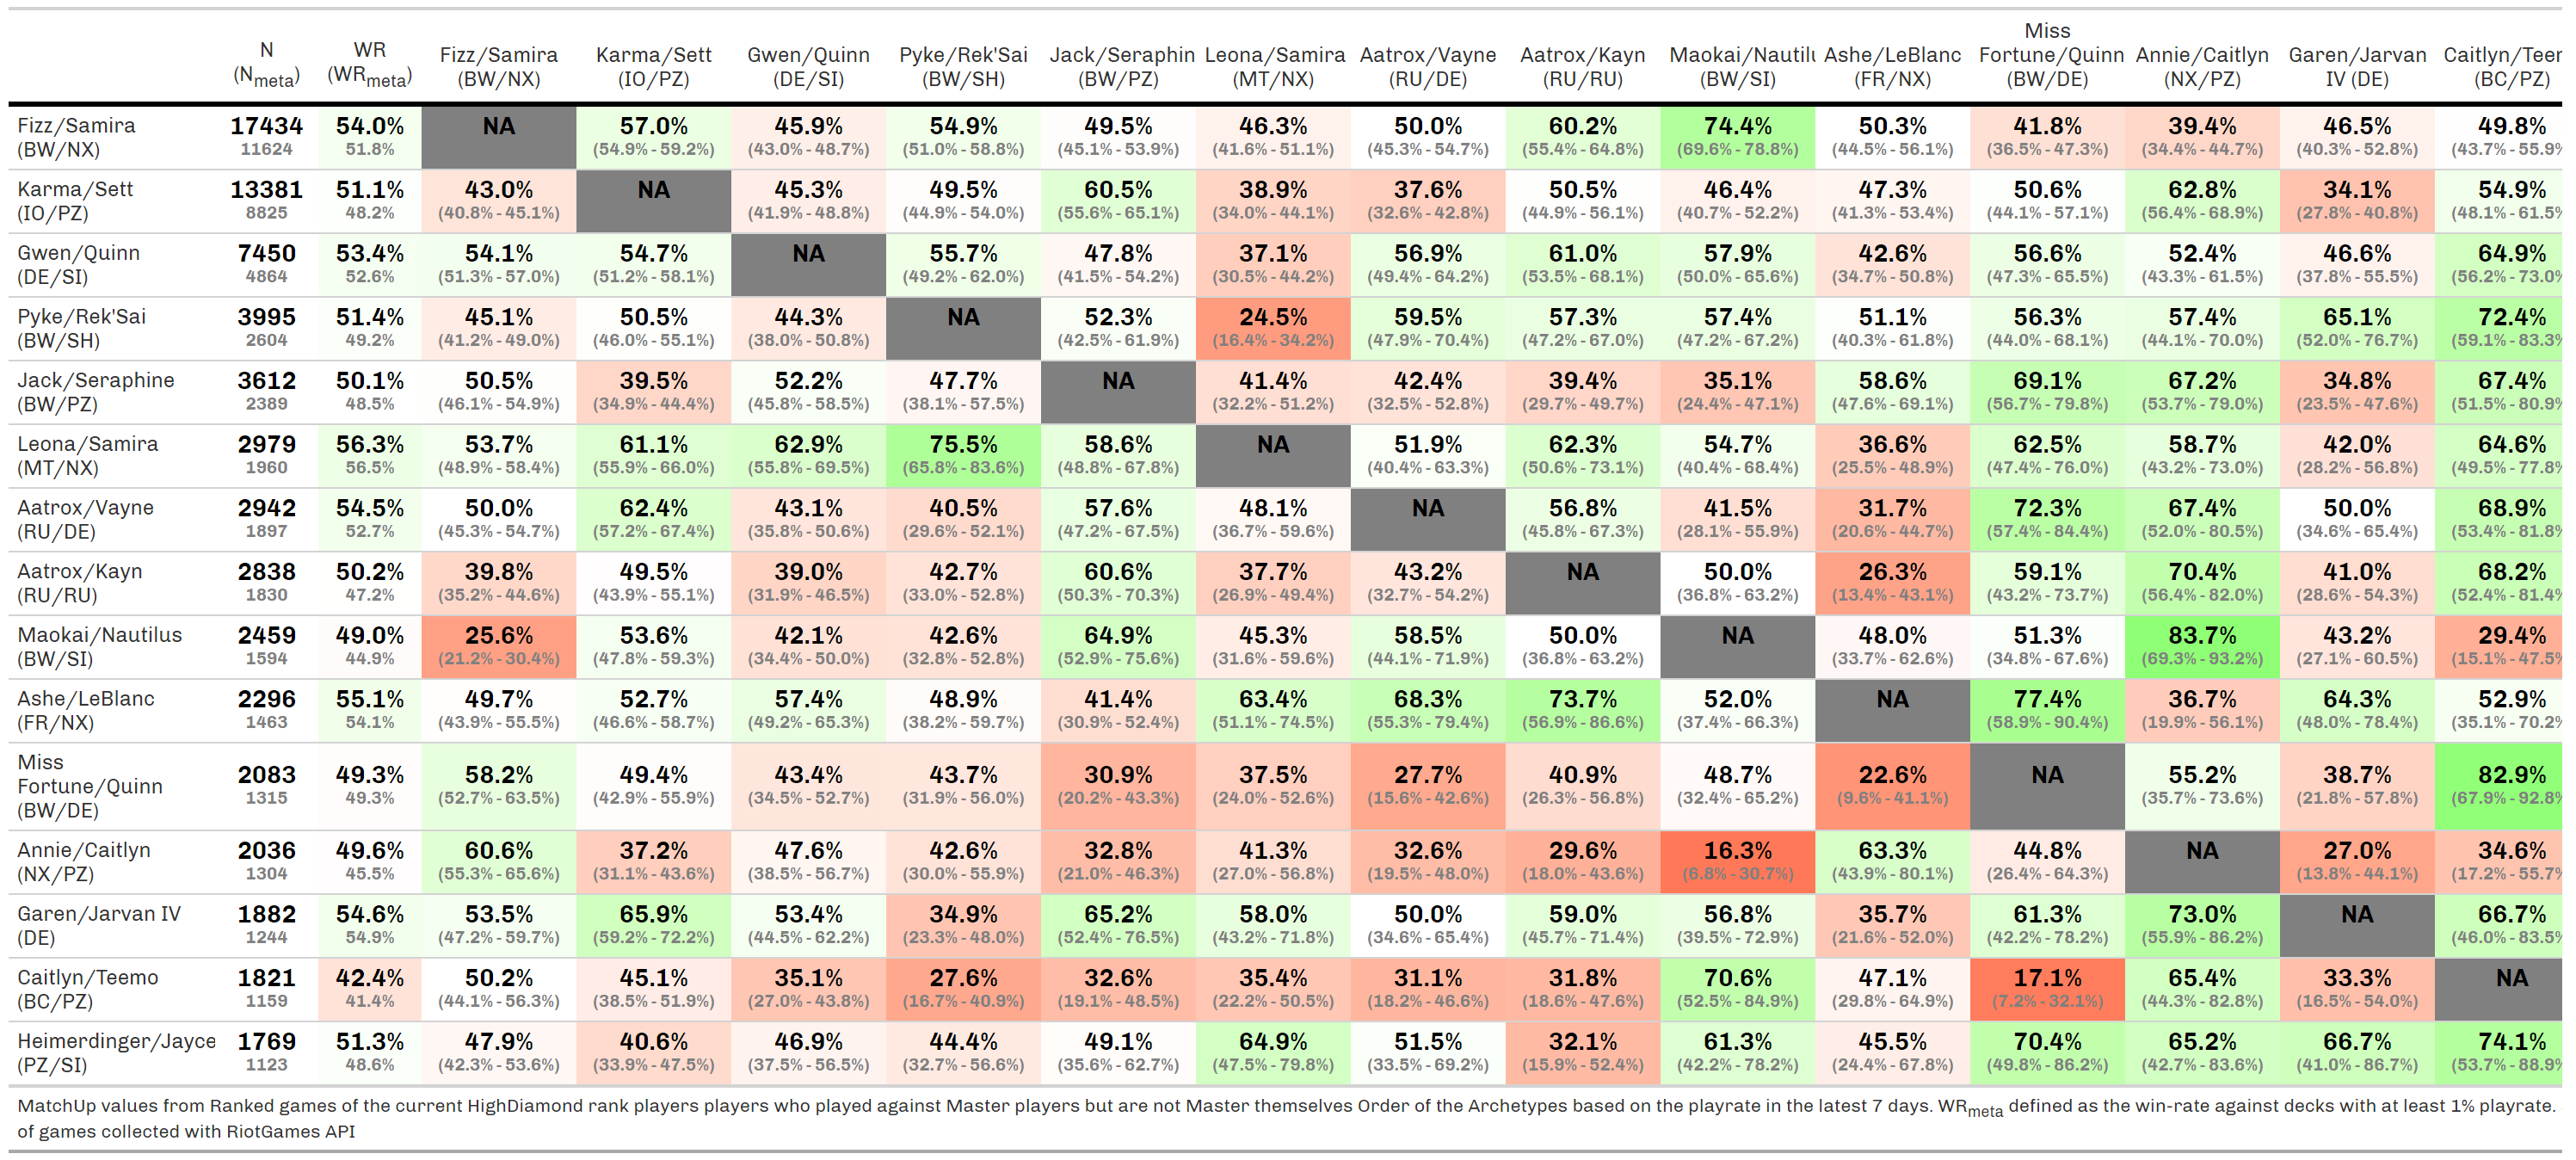 N WR Miss
(Nmeta) (WRmeta) Fizz/Samira Karma/Sett Gwen/Quinn Pyke/Rek'Sai Jack/Seraphin Leona/Samira Aatrox/Vayne Aatrox/Kayn Maokai/Nautilu Ashe/LeBlanc Fortune/Quinn Annie/Caitlyn Garen/Jarvan Caitlyn/Teer
(BW/NX) (IO/PZ) (DE/SI) (BW/SH) (BW/PZ) (MT/NX) (RU/DE) (RU/RU) (BW/SI) (FR/NX) (BW/DE) (NX/PZ) IV (DE) (BC/PZ)
Fizz/Samira 17434 54.0% NA 57.0% 45.9% 54.9% 49.5% 46.3% 50.0% 60.2% 74.4% 50.3% 41.8% 39.4% 46.5% 49.8%
(BW/NX) 11624 51.8% (54.9% - 59.2%) (43.0% - 48.7%) (51.0% - 58.8%) (45.1% - 53.9%) (41.6% - 51.1%) (45.3% - 54.7%) (55.4% - 64.8%) (69.6% - 78.8%) (44.5% - 56.1%) (36.5% - 47.3%) (34.4% - 44.7%) (40.3% - 52.8%) (43.7% - 55.9%
Karma/Sett 13381 51.1% 43.0% NA 45.3% 49.5% 60.5% 38.9% 37.6% 50.5% 46.4% 47.3% 50.6% 62.8% 34.1% 54.9%
(IO/PZ) 8825 48.2% (40.8% - 45.1%) (41.9% - 48.8%) (44.9% - 54.0%) (55.6% - 65.1%) (34.0% - 44.1%) (32.6% - 42.8%) (44.9% - 56.1%) (40.7% - 52.2%) (41.3% - 53.4%) (44.1% - 57.1%) (56.4% - 68.9%) (27.8% - 40.8%) (48.1% - 61.5%
Gwen/Quinn 7450 53.4% 54.1% 54.7% NA 55.7% 47.8% 37.1% 56.9% 61.0% 57.9% 42.6% 56.6% 52.4% 46.6% 64.9%
(DE/SI) 4864 52.6% (51.3% - 57.0%) (51.2% - 58.1%) (49.2% - 62.0%) (41.5% - 54.2%) (30.5% - 44.2%) (49.4% - 64.2%) (53.5% - 68.1%) (50.0% - 65.6%) (34.7% - 50.8%) (47.3% - 65.5%) (43.3% - 61.5%) (37.8% - 55.5%) (56.2% - 73.0%
Pyke/Rek'Sai 3995 51.4% 45.1% 50.5% 44.3% NA 52.3% 24.5% 59.5% 57.3% 57.4% 51.1% 56.3% 57.4% 65.1% 72.4%
(BW/SH) 2604 49.2% (41.2% - 49.0%) (46.0% - 55.1%) (38.0% - 50.8%) (42.5% - 61.9%) (16.4% - 34.2%) (47.9% - 70.4%) (47.2% - 67.0%) (47.2% - 67.2%) (40.3% - 61.8%) (44.0% - 68.1%) (44.1% - 70.0%) (52.0% - 76.7%) (59.1% - 83.3%
Jack/Seraphine 3612 50.1% 50.5% 39.5% 52.2% 47.7% NA 41.4% 42.4% 39.4% 35.1% 58.6% 69.1% 67.2% 34.8% 67.4%
(BW/PZ) 2389 48.5% (46.1% - 54.9%) (34.9% - 44.4%) (45.8% - 58.5%) (38.1% - 57.5%) (32.2% - 51.2%) (32.5% - 52.8%) (29.7% - 49.7%) (24.4% - 47.1%) (47.6% - 69.1%) (56.7% - 79.8%) (53.7% - 79.0%) (23.5% - 47.6%) (51.5% - 80.9%
Leona/Samira 2979 56.3% 53.7% 61.1% 62.9% 75.5% 58.6% NA 51.9% 62.3% 54.7% 36.6% 62.5% 58.7% 42.0% 64.6%
(MT/NX) 1960 56.5% (48.9% - 58.4%) (55.9% - 66.0%) (55.8% - 69.5%) (65.8% - 83.6%) (48.8% - 67.8%) (40.4% - 63.3%) (50.6% - 73.1%) (40.4% - 68.4%) (25.5% - 48.9%) (47.4% - 76.0%) (43.2% - 73.0%) (28.2% - 56.8%) (49.5% - 77.8%
Aatrox/Vayne 2942 54.5% 50.0% 62.4% 43.1% 40.5% 57.6% 48.1% NA 56.8% 41.5% 31.7% 72.3% 67.4% 50.0% 68.9%
(RU/DE) 1897 52.7% (45.3% - 54.7%) (57.2% - 67.4%) (35.8% - 50.6%) (29.6% - 52.1%) (47.2% - 67.5%) (36.7% - 59.6%) (45.8% - 67.3%) (28.1% - 55.9%) (20.6% - 44.7%) (57.4% - 84.4%) (52.0% - 80.5%) (34.6% - 65.4%) (53.4% - 81.8%
Aatrox/Kayn 2838 50.2% 39.8% 49.5% 39.0% 42.7% 60.6% 37.7% 43.2% NA 50.0% 26.3% 59.1% 70.4% 41.0% 68.2%
(RU/RU) 1830 47.2% (35.2% - 44.6%) (43.9% - 55.1%) (31.9% - 46.5%) (33.0% - 52.8%) (50.3% - 70.3%) (26.9% - 49.4%) (32.7% - 54.2%) (36.8% - 63.2%) (13.4% - 43.1%) (43.2% - 73.7%) (56.4% - 82.0%) (28.6% - 54.3%) (52.4% - 81.4%
Maokai/Nautilus 2459 49.0% 25.6% 53.6% 42.1% 42.6% 64.9% 45.3% 58.5% 50.0% NA 48.0% 51.3% 83.7% 43.2% 29.4%
(BW/SI) 1594 44.9% (21.2% - 30.4%) (47.8% - 59.3%) (34.4% - 50.0%) (32.8% - 52.8%) (52.9% - 75.6%) (31.6% - 59.6%) (44.1% - 71.9%) (36.8% - 63.2%) (33.7% - 62.6%) (34.8% - 67.6%) (69.3% - 93.2%) (27.1% - 60.5%) (15.1% - 47.5%
Ashe/LeBlanc 2296 55.1% 49.7% 52.7% 57.4% 48.9% 41.4% 63.4% 68.3% 73.7% 52.0% NA 77.4% 36.7% 64.3% 52.9%
(FR/NX) 1463 54.1% (43.9% - 55.5%) (46.6% - 58.7%) (49.2% - 65.3%) (38.2% - 59.7%) (30.9% - 52.4%) (51.1% - 74.5%) (55.3% - 79.4%) (56.9% - 86.6%) (37.4% - 66.3%) (58.9% - 90.4%) (19.9% - 56.1%) (48.0% - 78.4%) (35.1% - 70.2%
Miss
Fortune/Quinn 2083 49.3% 58.2% 49.4% 43.4% 43.7% 30.9% 37.5% 27.7% 40.9% 48.7% 22.6% NA 55.2% 38.7% 82.9%
(BW/DE) 1315 49.3% (52.7% - 63.5%) (42.9% - 55.9%) (34.5% - 52.7%) (31.9% - 56.0%) (20.2% - 43.3%) (24.0% - 52.6%) (15.6% - 42.6%) (26.3% - 56.8%) (32.4% - 65.2%) (9.6% - 41.1%) (35.7% - 73.6%) (21.8% - 57.8%) (67.9% - 92.8%
Annie/Caitlyn 2036 49.6% 60.6% 37.2% 47.6% 42.6% 32.8% 41.3% 32.6% 29.6% 16.3% 63.3% 44.8% NA 27.0% 34.6%
(NX/PZ) 1304 45.5% (55.3% - 65.6%) (31.1% - 43.6%) (38.5% - 56.7%) (30.0% - 55.9%) (21.0% - 46.3%) (27.0% - 56.8%) (19.5% - 48.0%) (18.0% - 43.6%) (6.8% - 30.7%) (43.9% - 80.1%) (26.4% - 64.3%) (13.8% - 44.1%) (17.2% - 55.7%
Garen/Jarvan IV 1882 54.6% 53.5% 65.9% 53.4% 34.9% 65.2% 58.0% 50.0% 59.0% 56.8% 35.7% 61.3% 73.0% NA 66.7%
(DE) 1244 54.9% (47.2% - 59.7%) (59.2% - 72.2%) (44.5% - 62.2%) (23.3% - 48.0%) (52.4% - 76.5%) (43.2% - 71.8%) (34.6% - 65.4%) (45.7% - 71.4%) (39.5% - 72.9%) (21.6% - 52.0%) (42.2% - 78.2%) (55.9% - 86.2%) (46.0% - 83.5%
Caitlyn/Teemo 1821 42.4% 50.2% 45.1% 35.1% 27.6% 32.6% 35.4% 31.1% 31.8% 70.6% 47.1% 17.1% 65.4% 33.3% NA
(BC/PZ) 1159 41.4% (44.1% - 56.3%) (38.5% - 51.9%) (27.0% - 43.8%) (16.7% - 40.9%) (19.1% - 48.5%) (22.2% - 50.5%) (18.2% - 46.6%) (18.6% - 47.6%) (52.5% - 84.9%) (29.8% - 64.9%) (7.2% - 32.1%) (44.3% - 82.8%) (16.5% - 54.0%)
Heimerdinger/Jayce 1769 51.3% 47.9% 40.6% 46.9% 44.4% 49.1% 64.9% 51.5% 32.1% 61.3% 45.5% 70.4% 65.2% 66.7% 74.1%
(PZ/SI) 1123 48.6% (42.3% - 53.6%) (33.9% - 47.5%) (37.5% - 56.5%) (32.7% - 56.6%) (35.6% - 62.7%) (47.5% - 79.8%) (33.5% - 69.2%) (15.9% - 52.4%) (42.2% - 78.2%) (24.4% - 67.8%) (49.8% - 86.2%) (42.7% - 83.6%) (41.0% - 86.7%) (53.7% - 88.9%
MatchUp values from Ranked games of the current HighDiamond rank players players who played against Master players but are not Master themselves Order of the Archetypes based on the playrate in the latest 7 days. WRmeta defined as the win-rate against decks with at least 1% playrate.
of games collected with RiotGames API